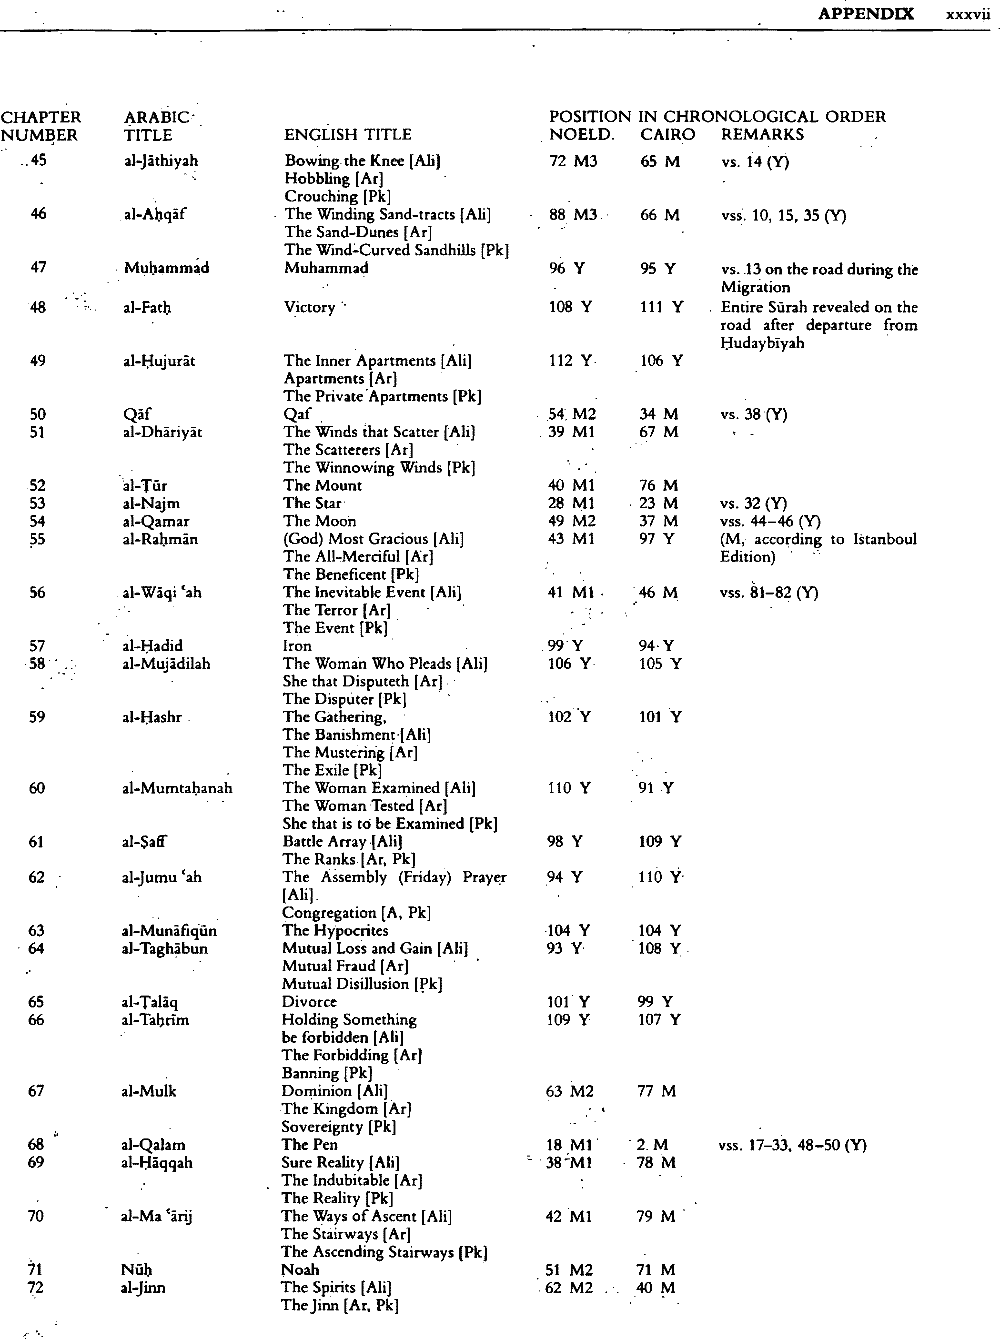 APPENDIX xxxvii
CHAPTER ARABIC POSITION IN CHRONOLOGICAL ORDER
NUMBER TITLE ENGLISH TITLE NOELD. CAIRO REMARKS
45 al-Jāthiyah Bowing the Knee [Ali] 72 M3 65 M vs. 14 (Y)
Hobbling [Ar]
Crouching [Pk]
46 al-Aḥqāf The Winding Sand-tracts [Ali] 88 M3 66 M vss. 10, 15, 35 (Y)
The Sand-Dunes [Ar]
The Wind-Curved Sandhills [Pk]
47 Muḥammad Muhammad 96 Y 95 Y vs. 13 on the road during the
Migration
48 al-Fatḥ Victory 108 Y 111 Y Entire Sūrah revealed on the
road after departure from
Ḥudaybīyah
49 al-Ḥujurāt The Inner Apartments [Ali] 112 Y 106 Y
Apartments [Ar]
The Private Apartments [Pk]
50 Qāf Qaf 54 M2 34 M vs. 38 (Y)
51 al-Dhāriyāt The Winds that Scatter [Ali] 39 M1 67 M
The Scatterers [Ar]
The Winnowing Winds [Pk]
52 al-Ṭūr The Mount 40 M1 76 M
53 al-Najm The Star 28 M1 23 M vs. 32 (Y)
54 al-Qamar The Moon 49 M2 37 M vss. 44–46 (Y)
55 al-Raḥmān (God) Most Gracious [Ali] 43 M1 97 Y (M, according to Istanboul
The All-Merciful [Ar] Edition)
The Beneficent [Pk]
56 al-Wāqi ʻah The Inevitable Event [Ali] 41 M1 46 M vss. 81–82 (Y)
The Terror [Ar]
The Event [Pk]
57 al-Ḥadid Iron 99 Y 94 Y
58 al-Mujādilah The Woman Who Pleads [Ali] 106 Y 105 Y
She that Disputeth [Ar]
The Disputer [Pk]
59 al-Ḥashr The Gathering, 102 Y 101 Y
The Banishment [Ali]
The Mustering [Ar]
The Exile [Pk]
60 al-Mumtaḥanah The Woman Examined [Ali] 110 Y 91 Y
The Woman Tested [Ar]
She that is to be Examined [Pk]
61 al-Ṣaff Battle Array [Ali] 98 Y 109 Y
The Ranks [Ar, Pk]
62 al-Jumu ʻah The Assembly (Friday) Prayer 94 Y 110 Y
[Ali]
Congregation [A, Pk]
63 al-Munāfiqūn The Hypocrites 104 Y 104 Y
64 al-Taghābun Mutual Loss and Gain [Ali] 93 Y 108 Y
Mutual Fraud [Ar]
Mutual Disillusion [Pk]
65 al-Ṭalāq Divorce 101 Y 99 Y
66 al-Taḥrīm Holding Something 109 Y 107 Y
be forbidden [Ali]
The Forbidding [Ar]
Banning [Pk]
67 al-Mulk Dominion [Ali] 63 M2 77 M
The Kingdom [Ar]
Sovereignty [Pk]
68 al-Qalam The Pen 18 M1 2 M vss. 17–33, 48–50 (Y)
69 al-Ḥāqqah Sure Reality [Ali] 38 M1 78 M
The Indubitable [Ar]
The Reality [Pk]
70 al-Ma ʻārij The Ways of Ascent [Ali] 42 M1 79 M
The Stairways [Ar]
The Ascending Stairways [Pk]
71 Nūḥ Noah 51 M2 71 M
72 al-Jinn The Spirits [Ali] 62 M2 40 M
The Jinn [Ar, Pk]